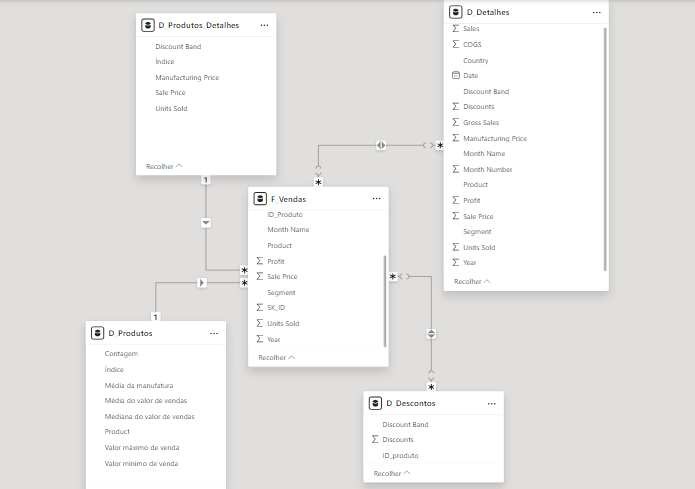 D_Produtos_Detalhes
Discount Band
Índice
Manufacturing Price
Sale Price
Units Sold
Recolher
D_Detalhes
Sales
COGS
Country
Date
Discount Band
Discounts
Gross Sales
Manufacturing Price
Month Name
Month Number
Product
Profit
Sale Price
Segment
Units Sold
Year
Recolher
1
*
*
F_Vendas
ID_Produto
Month Name
Product
Profit
Sale Price
Segment
SK_ID
Units Sold
Year
Recolher
*
*
*
1
D_Produtos
Contagem
Índice
Média da manufatura
Média do valor de vendas
Mediana do valor de vendas
Product
Valor máximo de venda
Valor minimo de venda
*
D_Descontos
Discount Band
Discounts
ID_produto
Recolher